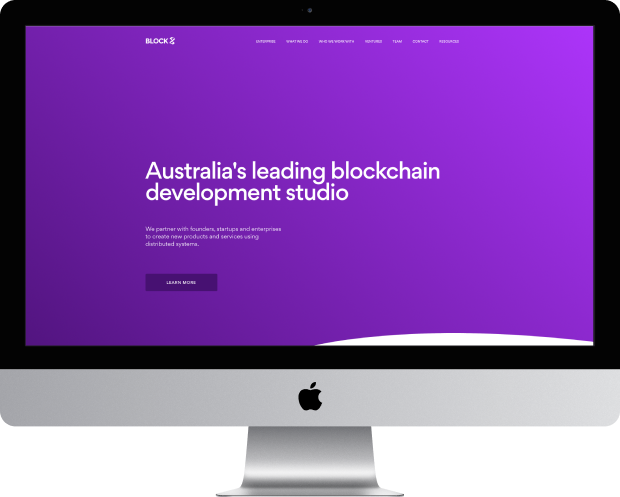 BLOCK 8
ENTERPRISE WHAT WE DO WHO WE WORK WITH VENTURES TEAM CONTACT RESOURCES
Australia's leading blockchain
development studio
We partner with founders, startups and enterprises
to create new products and services using
distributed systems.
LEARN MORE